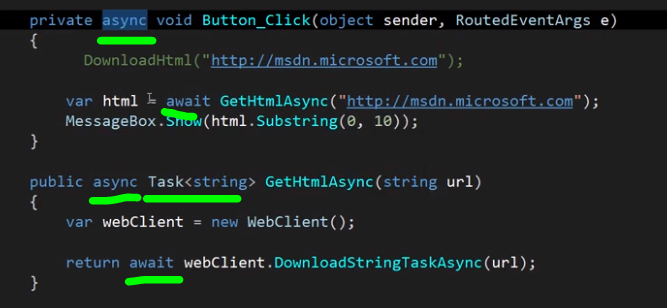 private async void Button_Click(object sender, RoutedEventArgs e)
{
DownloadHtml("http://msdn.microsoft.com");
var html = await GetHtmlAsync("http://msdn.microsoft.com");
MessageBox.Show(html.Substring(0, 10));
}
public async Task<string> GetHtmlAsync(string url)
{
var webClient = new WebClient();
return await webClient.DownloadStringTaskAsync(url);
}